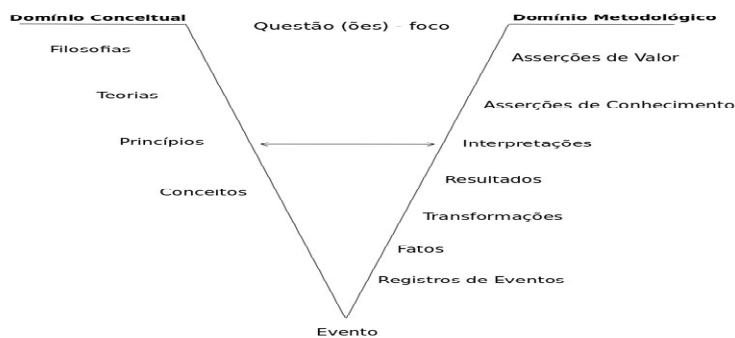 Domínio Conceitual
Questão (ões) - foco
Domínio Metodológico
Filosofias
Teorias
Princípios
Conceitos
Asserções de Valor
Asserções de Conhecimento
Interpretações
Resultados
Transformações
Fatos
Registros de Eventos
Evento